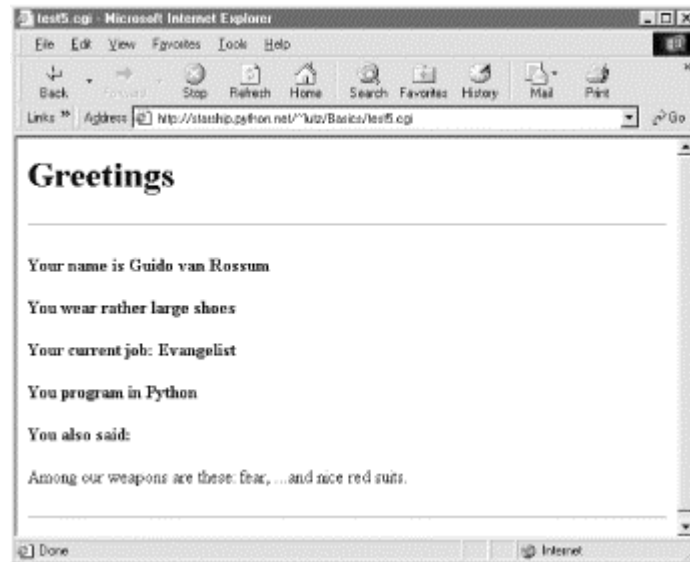 test5.cgi - Microsoft Internet Explorer
File Edit View Favorites Tools Help
Back Forward Stop Refresh Home Search Favorites History Mail Print
Links » Address http://starship.python.net/~lutz/Basics/test5.cgi Go
Greetings
Your name is Guido van Rossum
You wear rather large shoes
Your current job: Evangelist
You program in Python
You also said:
Among our weapons are these: fear, ...and nice red suits.
Done Internet